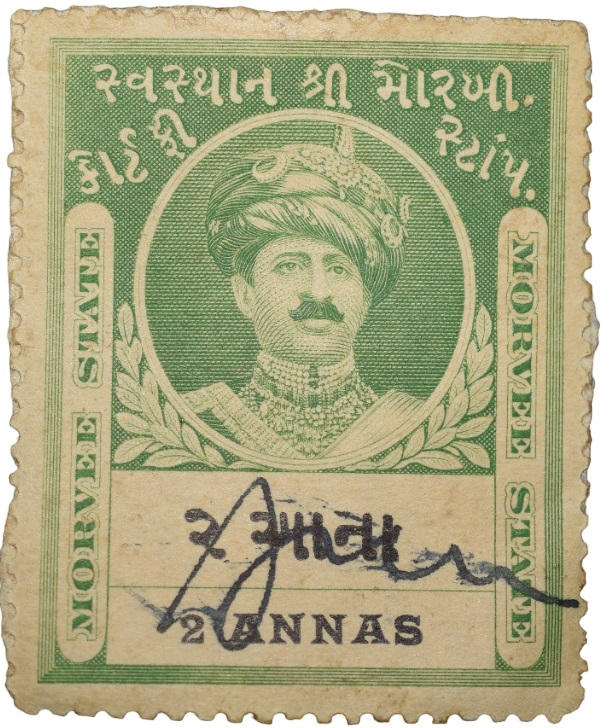 સ્વસ્થાન શ્રી મોરબી.
કોર્ટ ફી સ્ટાંપ.
MORVEE STATE
MORVEE STATE
૨ આના
2 ANNAS